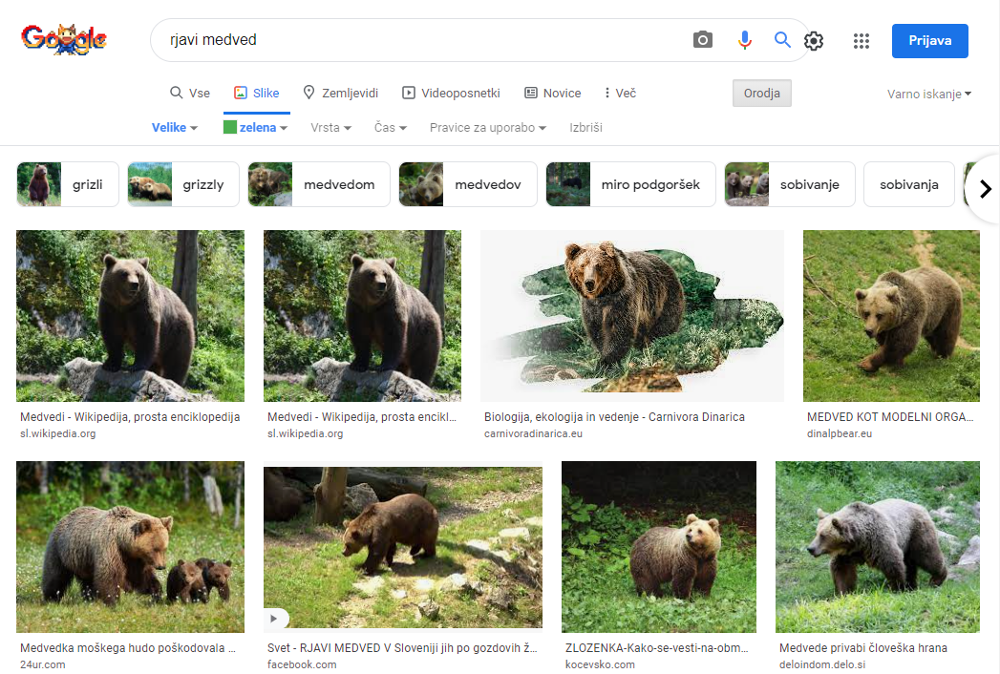 Google
rjavi medved
Prijava
Vse
Slike
Zemljevidi
Videoposnetki
Novice
Več
Orodja
Varno iskanje
Velike
zelena
Vrsta
Čas
Pravice za uporabo
Izbriši
grizli
grizzly
medvedom
medvedov
miro podgoršek
sobivanje
sobivanja
Medvedi - Wikipedija, prosta enciklopedija
sl.wikipedia.org
Medvedi - Wikipedija, prosta encikl...
sl.wikipedia.org
Biologija, ekologija in vedenje - Carnivora Dinarica
carnivoradinarica.eu
MEDVED KOT MODELNI ORGA...
dinalpbear.eu
Medvedka moškega hudo poškodovala ...
24ur.com
Svet - RJAVI MEDVED V Sloveniji jih po gozdovih ž...
facebook.com
ZLOZENKA-Kako-se-vesti-na-obm...
kocevsko.com
Medvede privabi človeška hrana
deloindom.delo.si